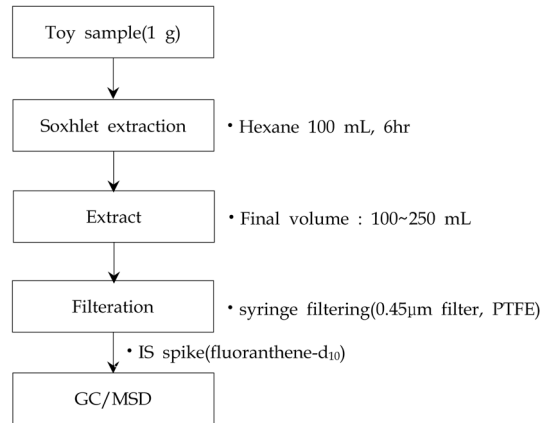 Toy sample(1 g)
Soxhlet extraction
• Hexane 100 mL, 6hr
Extract
• Final volume : 100~250 mL
Filteration
• syringe filtering(0.45μm filter, PTFE)
• IS spike(fluoranthene-d₁₀)
GC/MSD